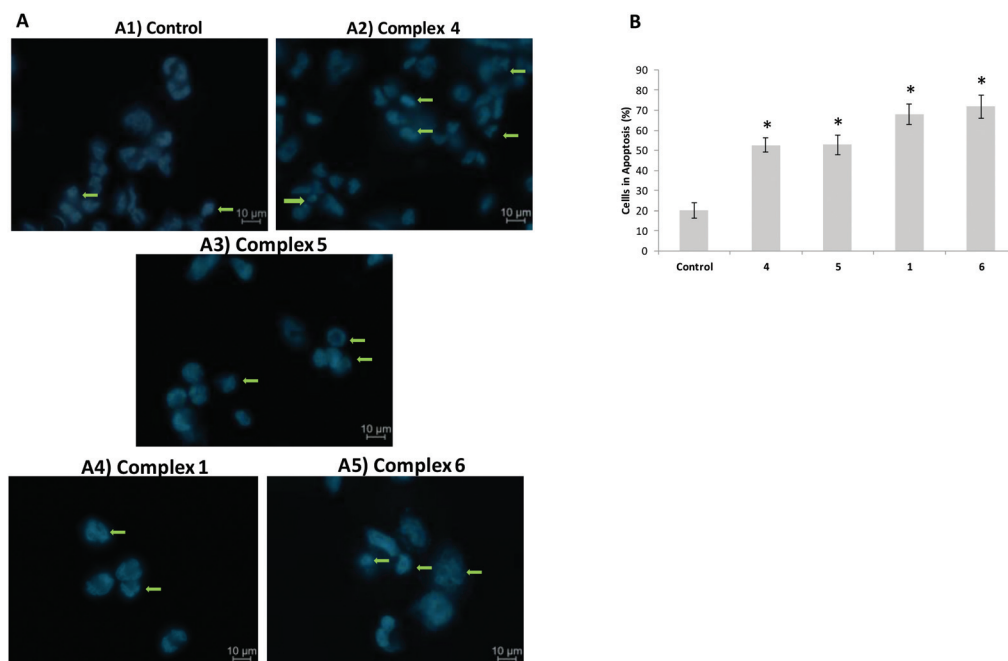 A
A1) Control
A2) Complex 4
10 µm
10 µm
A3) Complex 5
10 µm
A4) Complex 1
A5) Complex 6
10 µm
10 µm
B
Cellls in Apoptosis (%)
90
80
70
60
50
40
30
20
10
0
* * * *
Control 4 5 1 6